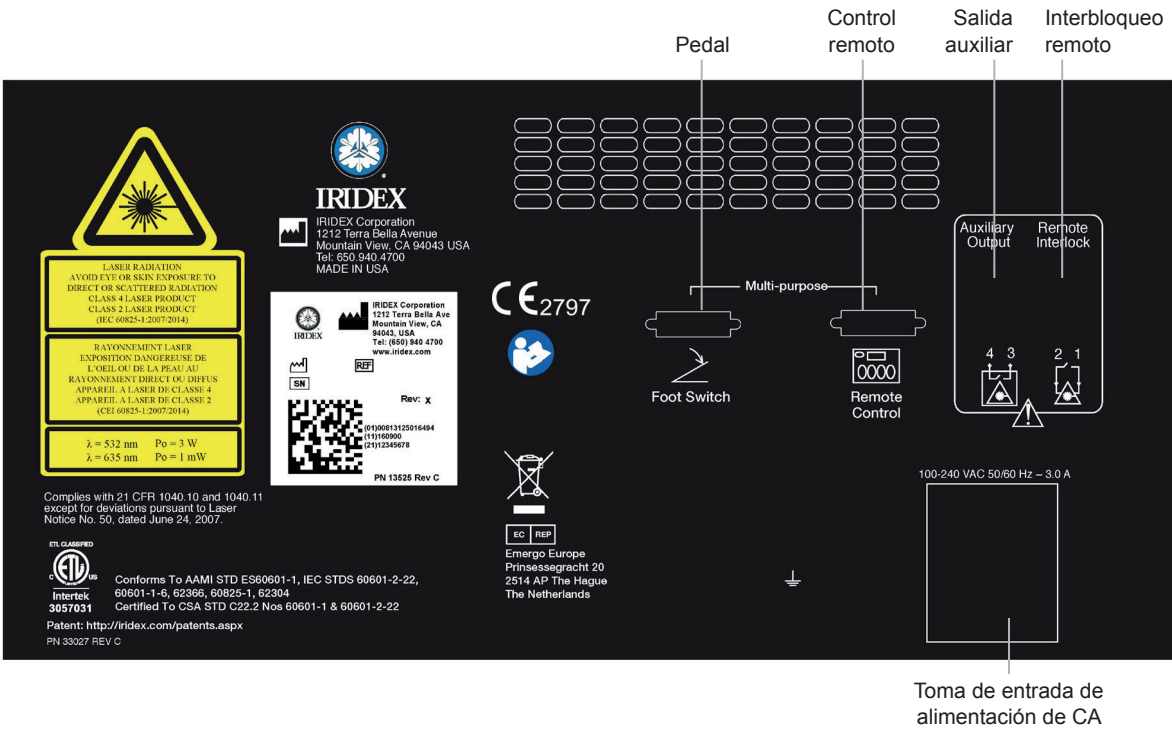 Pedal
Control
remoto
Salida
auxiliar
Interbloqueo
remoto
LASER RADIATION
AVOID EYE OR SKIN EXPOSURE TO
DIRECT OR SCATTERED RADIATION
CLASS 4 LASER PRODUCT
CLASS 2 LASER PRODUCT
(IEC 60825-1:2007/2014)
RAYONNEMENT LASER
EXPOSITION DANGEREUSE DE
L'OEIL OU DE LA PEAU AU
RAYONNEMENT DIRECT OU DIFFUS
APPAREIL A LASER DE CLASSE 4
APPAREIL A LASER DE CLASSE 2
(CEI 60825-1:2007/2014)
λ = 532 nm Po = 3 W
λ = 635 nm Po = 1 mW
Complies with 21 CFR 1040.10 and 1040.11
except for deviations pursuant to Laser
Notice No. 50, dated June 24, 2007.
ETL CLASSIFIED
C ETL US
Intertek
3057031
Conforms To AAMI STD ES60601-1, IEC STDS 60601-2-22,
60601-1-6, 62366, 60825-1, 62304
Certified To CSA STD C22.2 Nos 60601-1 & 60601-2-22
Patent: http://iridex.com/patents.aspx
PN 33027 REV C
IRIDEX
IRIDEX Corporation
1212 Terra Bella Avenue
Mountain View, CA 94043 USA
Tel: 650.940.4700
MADE IN USA
IRIDEX
IRIDEX Corporation
1212 Terra Bella Ave
Mountain View, CA
94043, USA
Tel: (650) 940 4700
www.iridex.com
REF
SN
Rev: x
(01)00813125016494
(11)160900
(21)12345678
PN 13525 Rev C
CE2797
EC REP
Emergo Europe
Prinsessegracht 20
2514 AP The Hague
The Netherlands
Multi-purpose
Foot Switch
0000
Remote
Control
Auxiliary
Output
Remote
Interlock
4 3
2 1
100-240 VAC 50/60 Hz ~ 3.0 A
Toma de entrada de
alimentación de CA